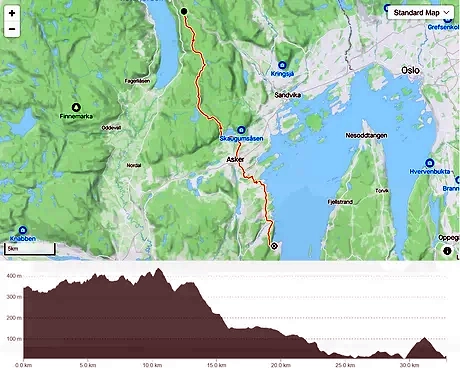 +
−
Standard Map
Grefsenkol
Oslo
Kringsjå
Fagerliåsen
Sandvika
Finnemarka
Oddevall
Skaugumsåsen
Nesoddtangen
Asker
Nordal
Hvervenbukta
Torvik
Brann
Fjellstrand
Knabben
Oppegå
5km
i
400 m
300 m
200 m
100 m
0.0 km
5.0 km
10.0 km
15.0 km
20.0 km
25.0 km
30.0 km